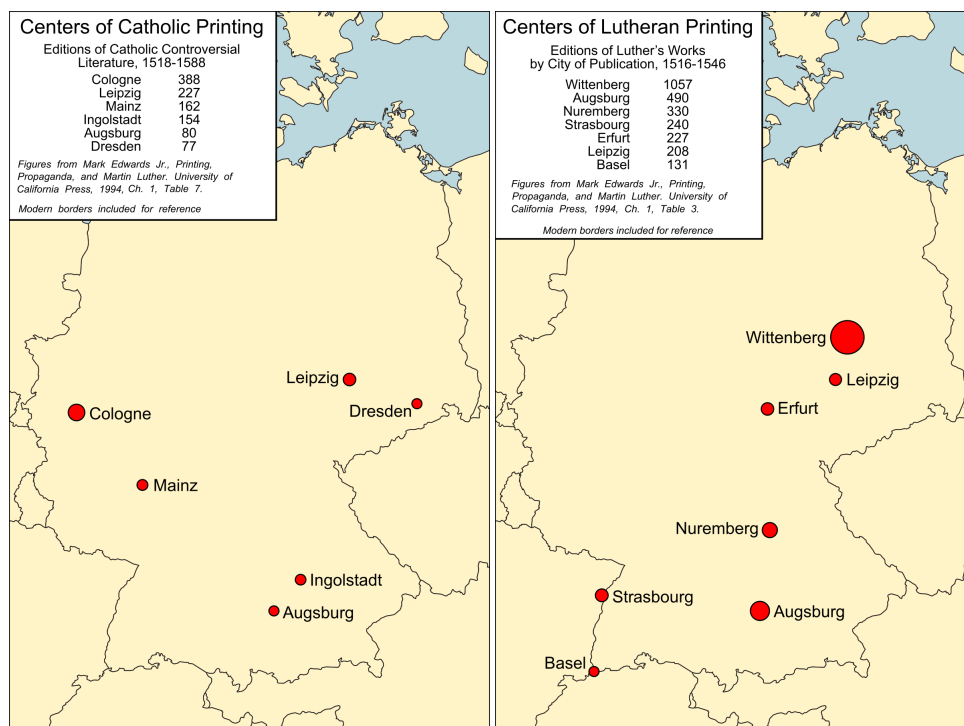 Centers of Catholic Printing
Editions of Catholic Controversial
Literature, 1518-1588
Cologne 388
Leipzig 227
Mainz 162
Ingolstadt 154
Augsburg 80
Dresden 77
Figures from Mark Edwards Jr., Printing,
Propaganda, and Martin Luther. University of
California Press, 1994, Ch. 1, Table 7.
Modern borders included for reference
Leipzig
Dresden
Cologne
Mainz
Ingolstadt
Augsburg
Centers of Lutheran Printing
Editions of Luther's Works
by City of Publication, 1516-1546
Wittenberg 1057
Augsburg 490
Nuremberg 330
Strasbourg 240
Erfurt 227
Leipzig 208
Basel 131
Figures from Mark Edwards Jr., Printing,
Propaganda, and Martin Luther. University of
California Press, 1994, Ch. 1, Table 3.
Modern borders included for reference
Wittenberg
Leipzig
Erfurt
Nuremberg
Strasbourg
Augsburg
Basel